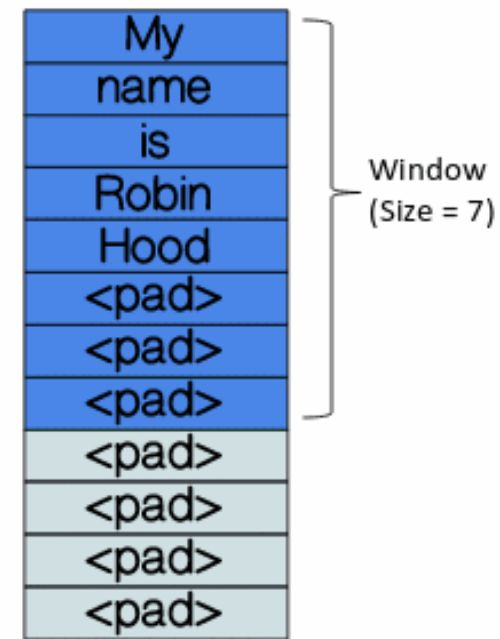 My
name
is
Robin
Hood
<pad>
<pad>
<pad>
<pad>
<pad>
<pad>
<pad>
Window
(Size = 7)